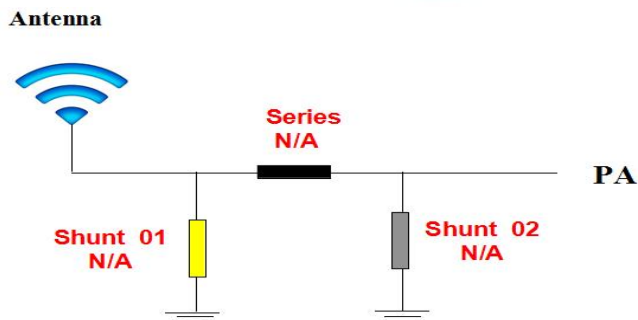 Antenna
Series
N/A
PA
Shunt 01
N/A
Shunt 02
N/A